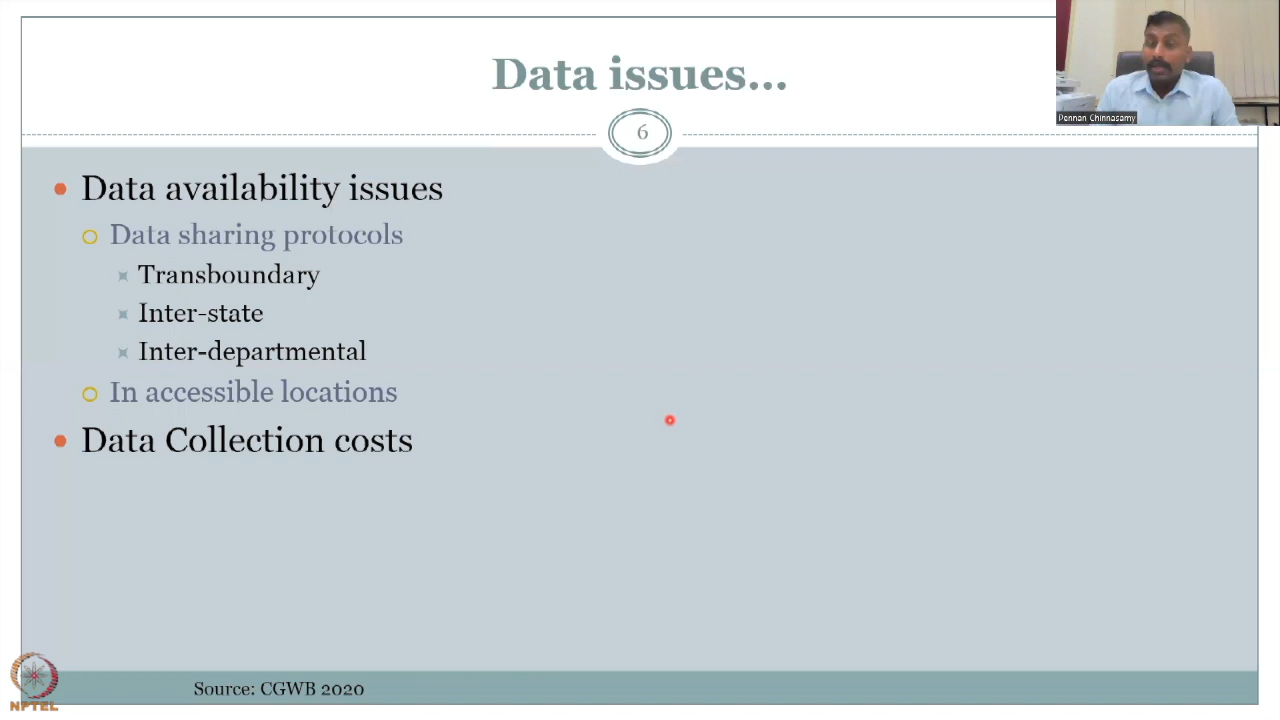 Data issues...
Pennan Chinnasamy
6
Data availability issues
Data sharing protocols
Transboundary
Inter-state
Inter-departmental
In accessible locations
Data Collection costs
Source: CGWB 2020
NPTEL